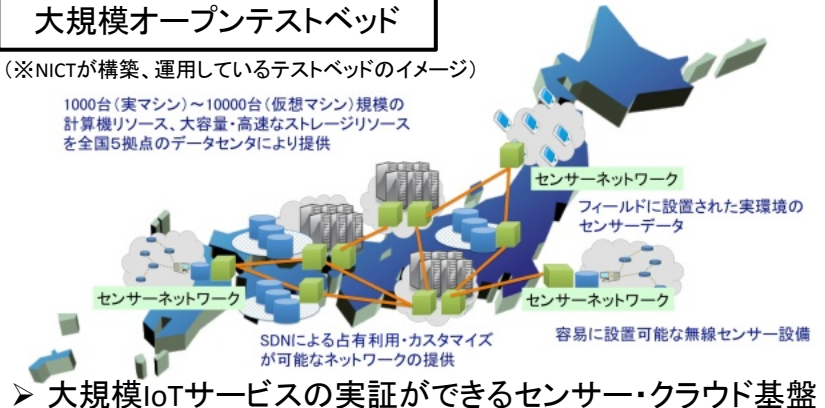 大規模オープンテストベッド
(※NICTが構築、運用しているテストベッドのイメージ)
1000台(実マシン)~10000台(仮想マシン)規模の
計算機リソース、大容量・高速なストレージリソース
を全国5拠点のデータセンタにより提供
センサーネットワーク
フィールドに設置された実環境の
センサーデータ
センサーネットワーク
センサーネットワーク
容易に設置可能な無線センサー設備
SDNによる占有利用・カスタマイズ
が可能なネットワークの提供
➢ 大規模IoTサービスの実証ができるセンサー・クラウド基盤